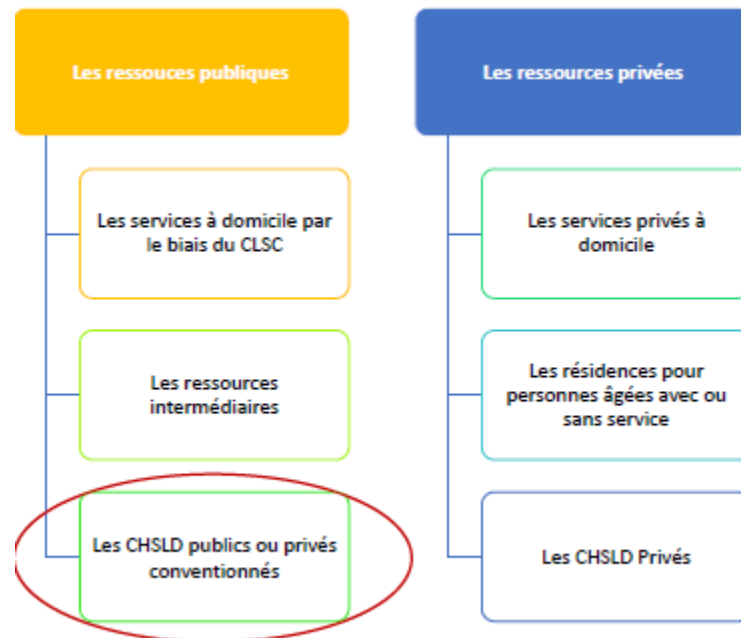 Les ressouces publiques
Les services à domicile par
le biais du CLSC
Les ressources
intermédiaires
Les CHSLD publics ou privés
conventionnés
Les ressources privées
Les services privés à
domicile
Les résidences pour
personnes âgées avec ou
sans service
Les CHSLD Privés